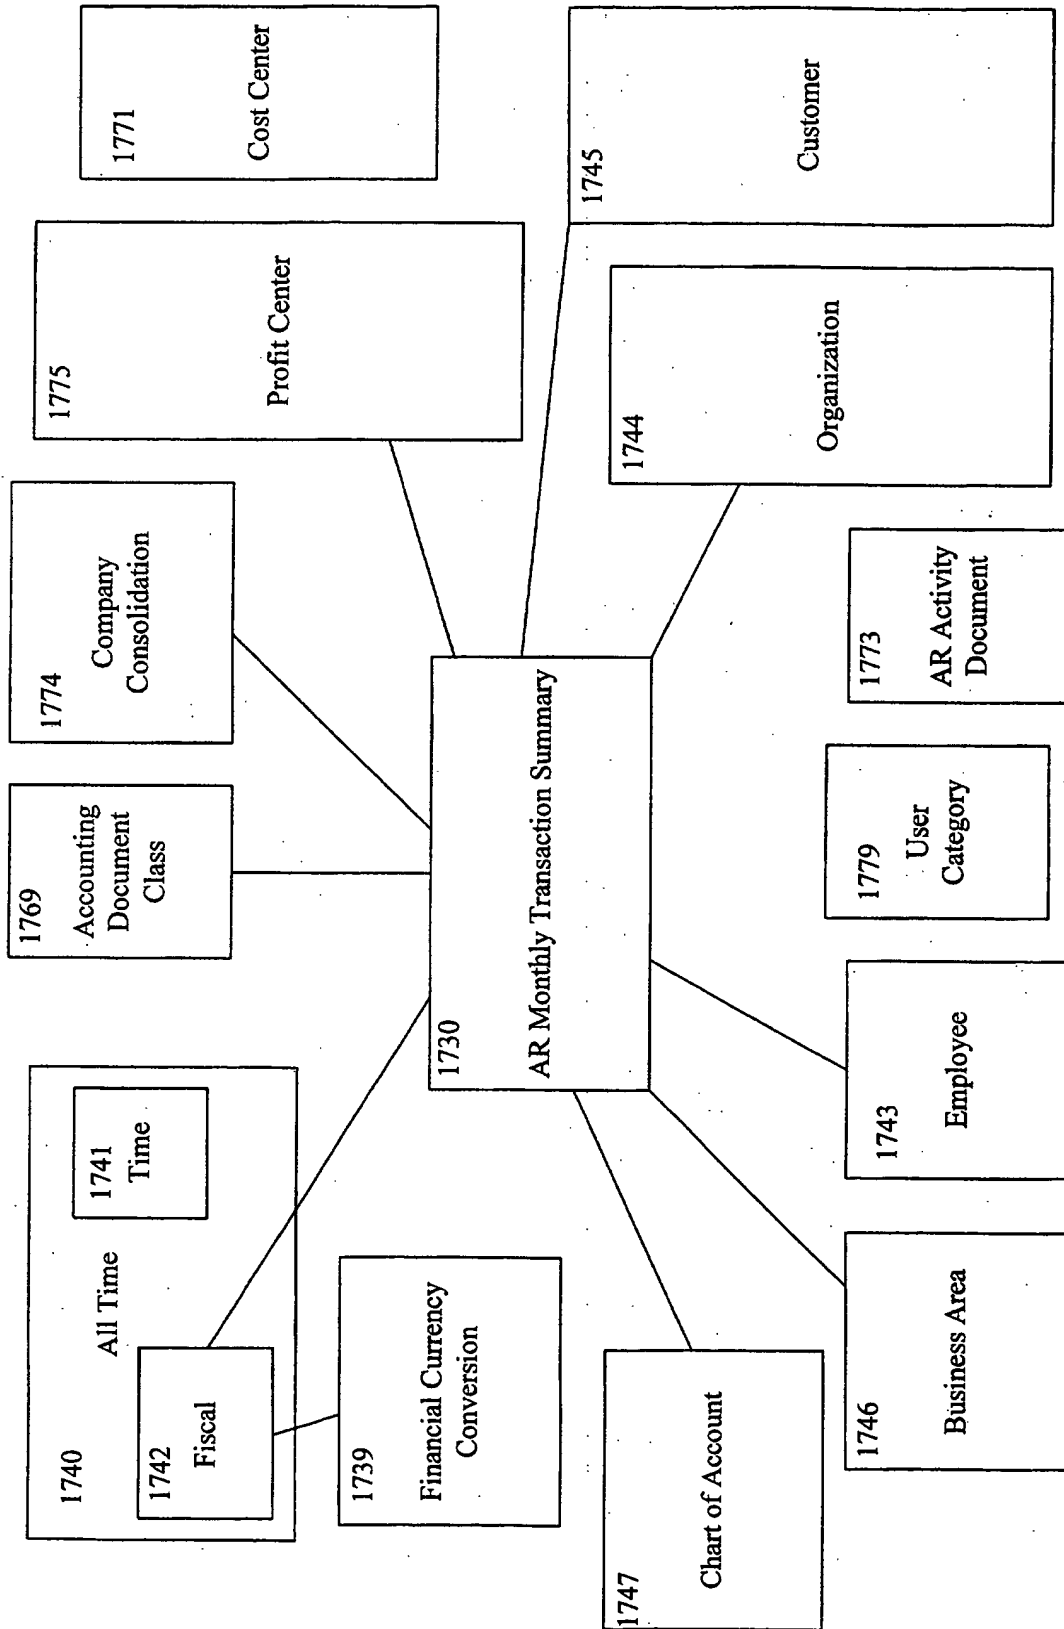 1740
All Time
1741
Time
1742
Fiscal
1769
Accounting
Document
Class
1774
Company
Consolidation
1775
Profit Center
1771
Cost Center
1739
Financial Currency
Conversion
1730
AR Monthly Transaction Summary
1747
Chart of Account
1746
Business Area
1743
Employee
1779
User
Category
1773
AR Activity
Document
1744
Organization
1745
Customer